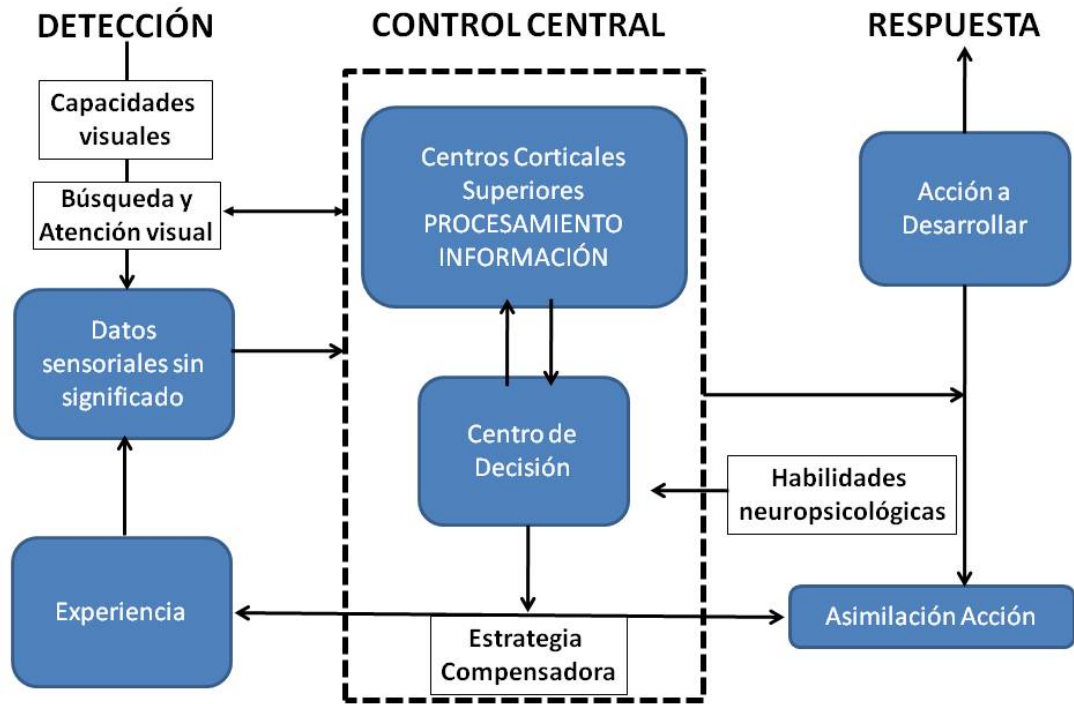 DETECCIÓN
CONTROL CENTRAL
RESPUESTA
Capacidades
visuales
Búsqueda y
Atención visual
Datos
sensoriales sin
significado
Experiencia
Centros Corticales
Superiores
PROCESAMIENTO
INFORMACIÓN
Centro de
Decisión
Estrategia
Compensadora
Habilidades
neuropsicológicas
Acción a
Desarrollar
Asimilación Acción